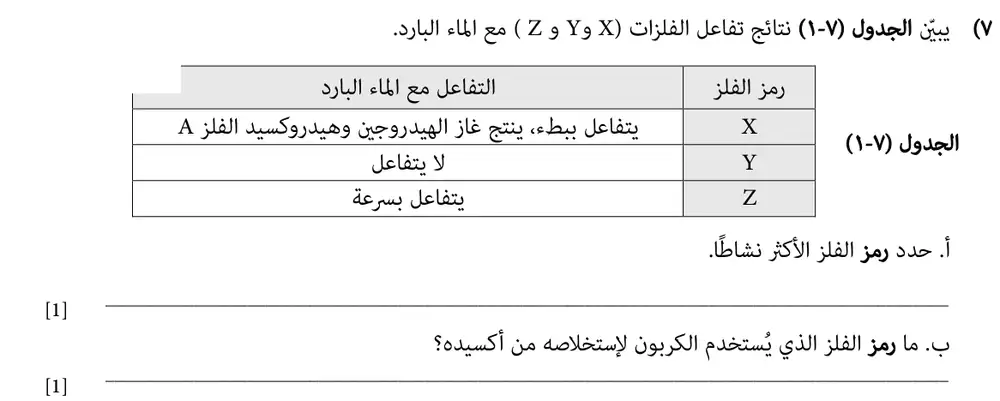 ٧) يبيّن الجدول (٧-١) نتائج تفاعل الفلزات (X وY و Z ) مع الماء البارد.
رمز الفلز التفاعل مع الماء البارد
الجدول (٧-١)
X يتفاعل ببطء، ينتج غاز الهيدروجين وهيدروكسيد الفلز A
Y لا يتفاعل
Z يتفاعل بسرعة
أ. حدد رمز الفلز الأكثر نشاطًا.
[1]
ب. ما رمز الفلز الذي يُستخدم الكربون لإستخلاصه من أكسيده؟
[1]